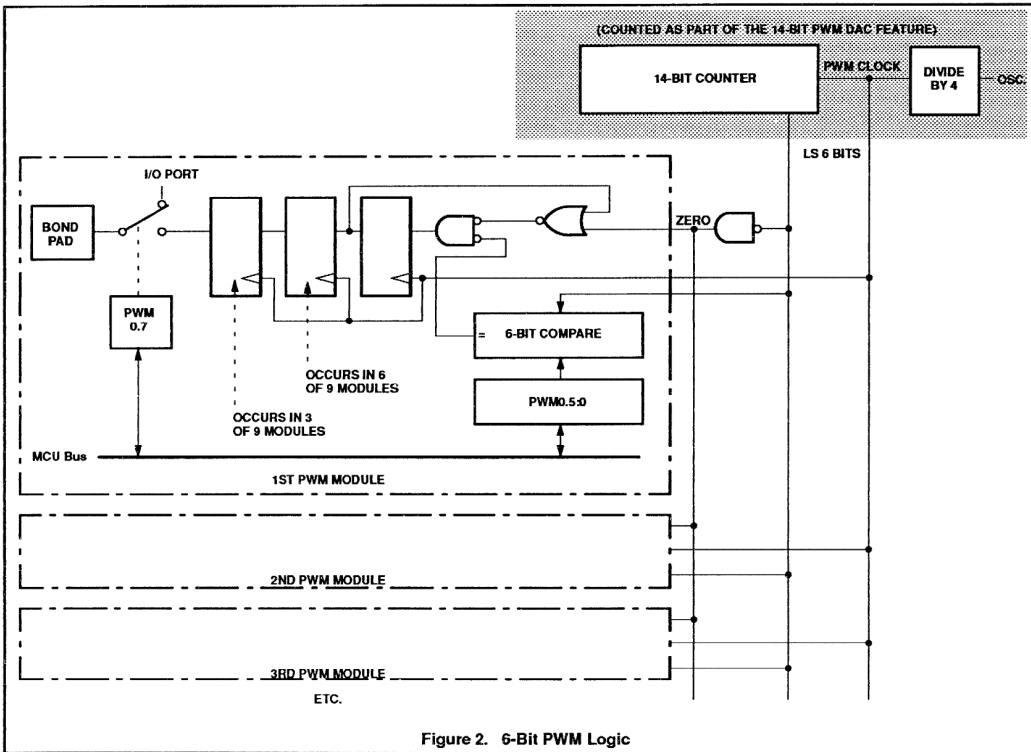 (COUNTED AS PART OF THE 14-BIT PWM DAC FEATURE)
14-BIT COUNTER
PWM CLOCK
DIVIDE
BY 4
OSC.
LS 6 BITS
I/O PORT
BOND
PAD
ZERO
PWM
0.7
= 6-BIT COMPARE
OCCURS IN 6
OF 9 MODULES
PWM0.5:0
OCCURS IN 3
OF 9 MODULES
MCU Bus
1ST PWM MODULE
2ND PWM MODULE
3RD PWM MODULE
ETC.
Figure 2. 6-Bit PWM Logic